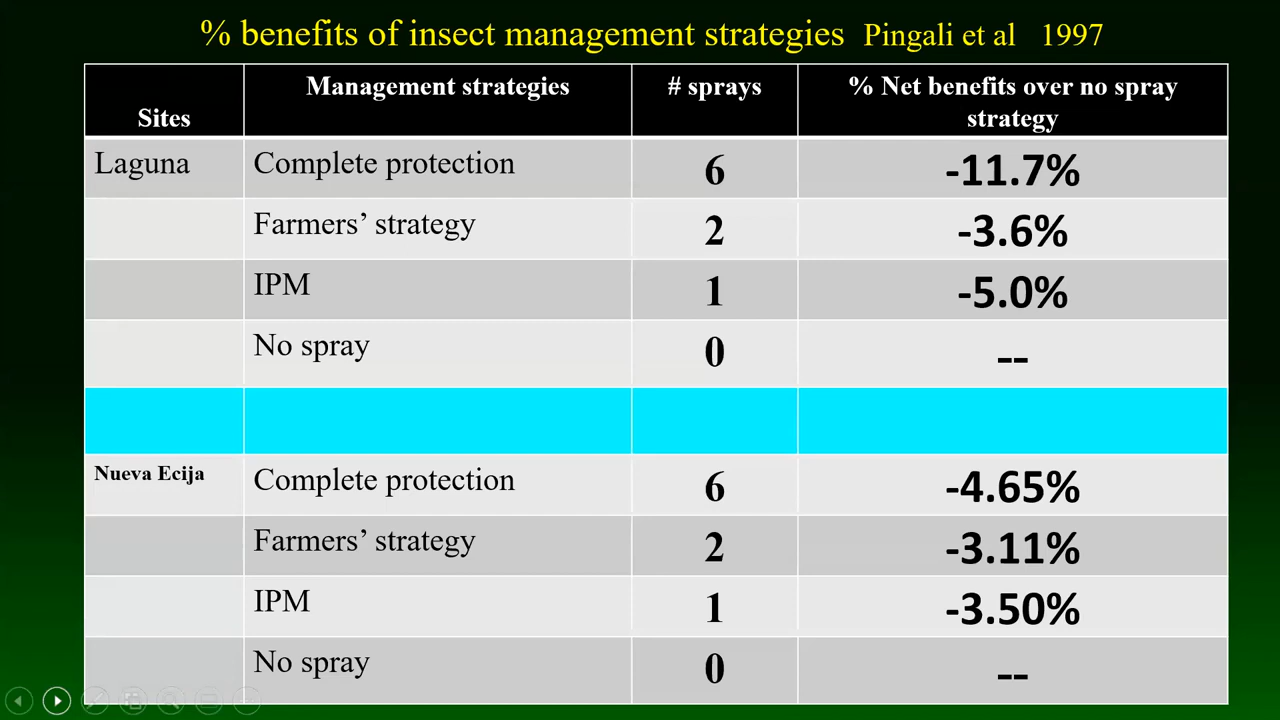 % benefits of insect management strategies Pingali et al 1997
Sites Management strategies # sprays % Net benefits over no spray strategy
Laguna Complete protection 6 -11.7%
Farmers’ strategy 2 -3.6%
IPM 1 -5.0%
No spray 0 --
Nueva Ecija Complete protection 6 -4.65%
Farmers’ strategy 2 -3.11%
IPM 1 -3.50%
No spray 0 --